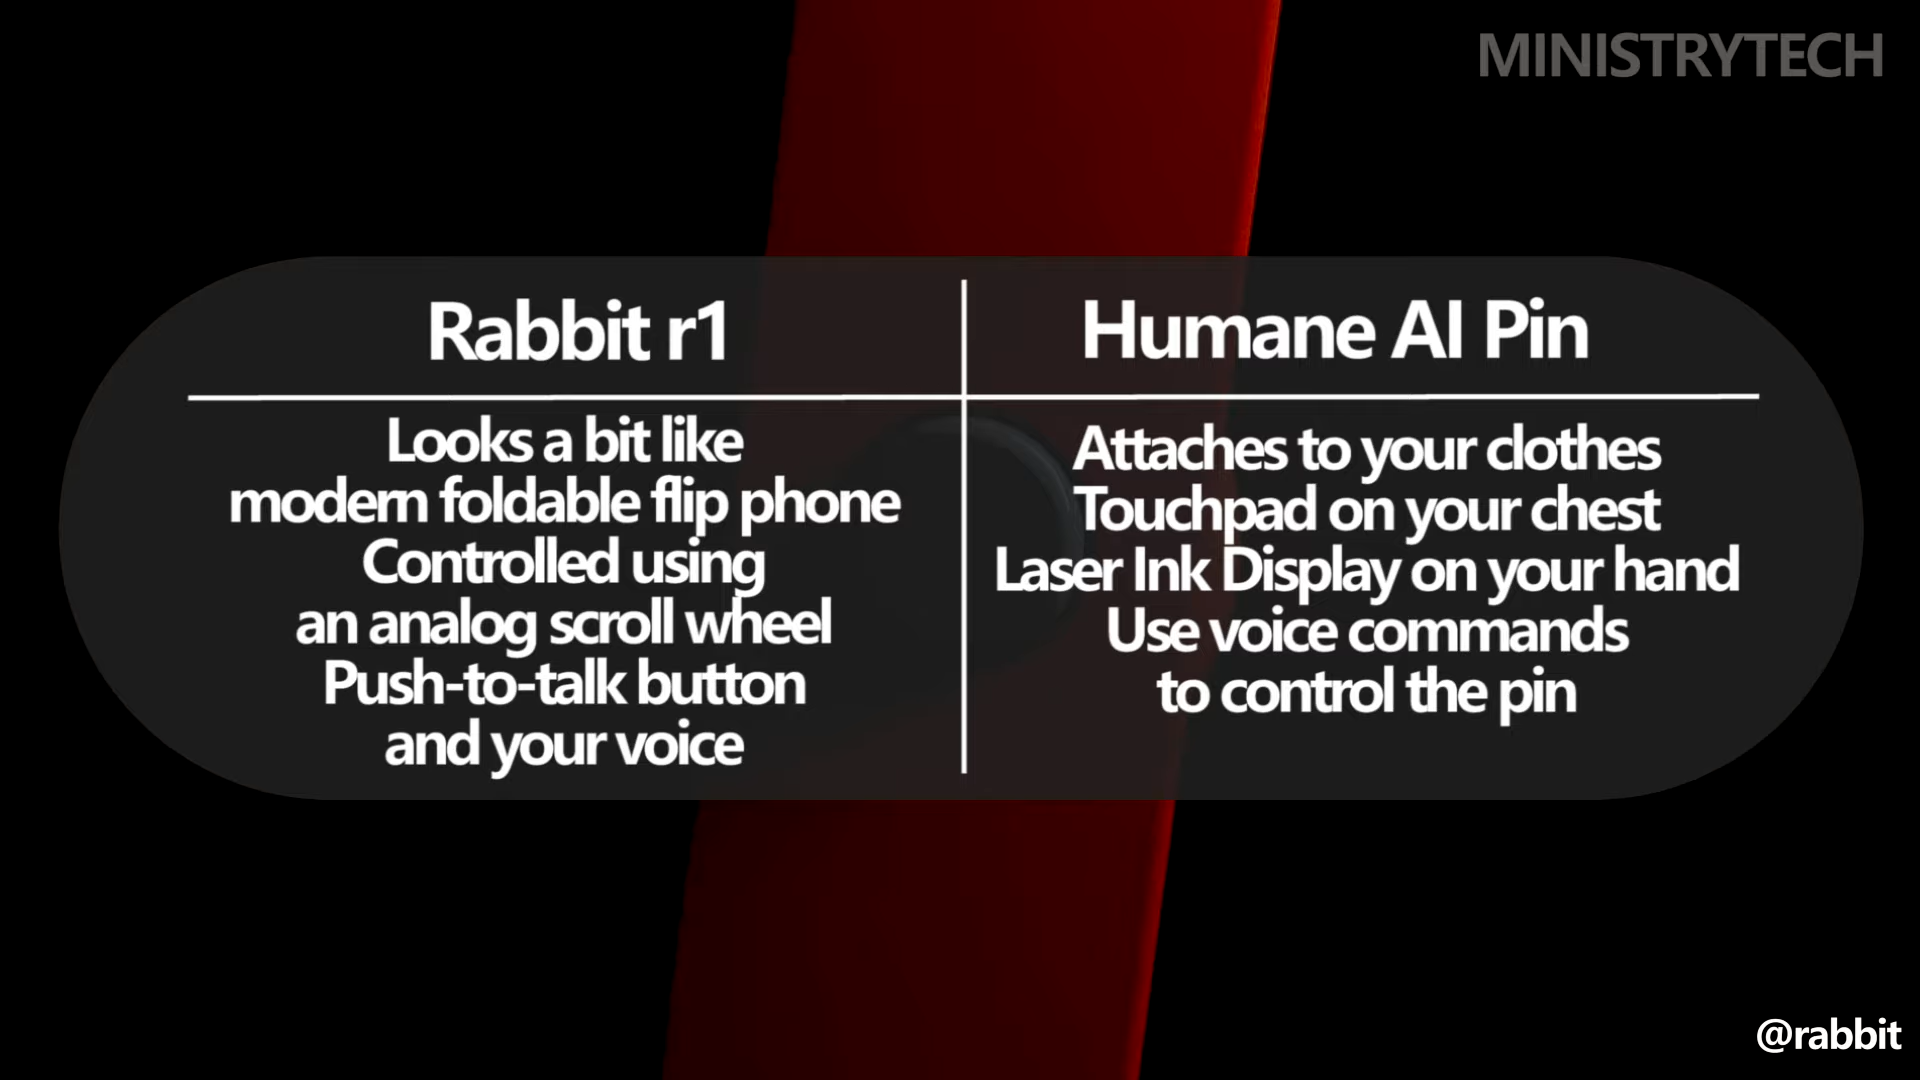 MINISTRYTECH
Rabbit r1
Looks a bit like
modern foldable flip phone
Controlled using
an analog scroll wheel
Push-to-talk button
and your voice
Humane AI Pin
Attaches to your clothes
Touchpad on your chest
Laser Ink Display on your hand
Use voice commands
to control the pin
@rabbit